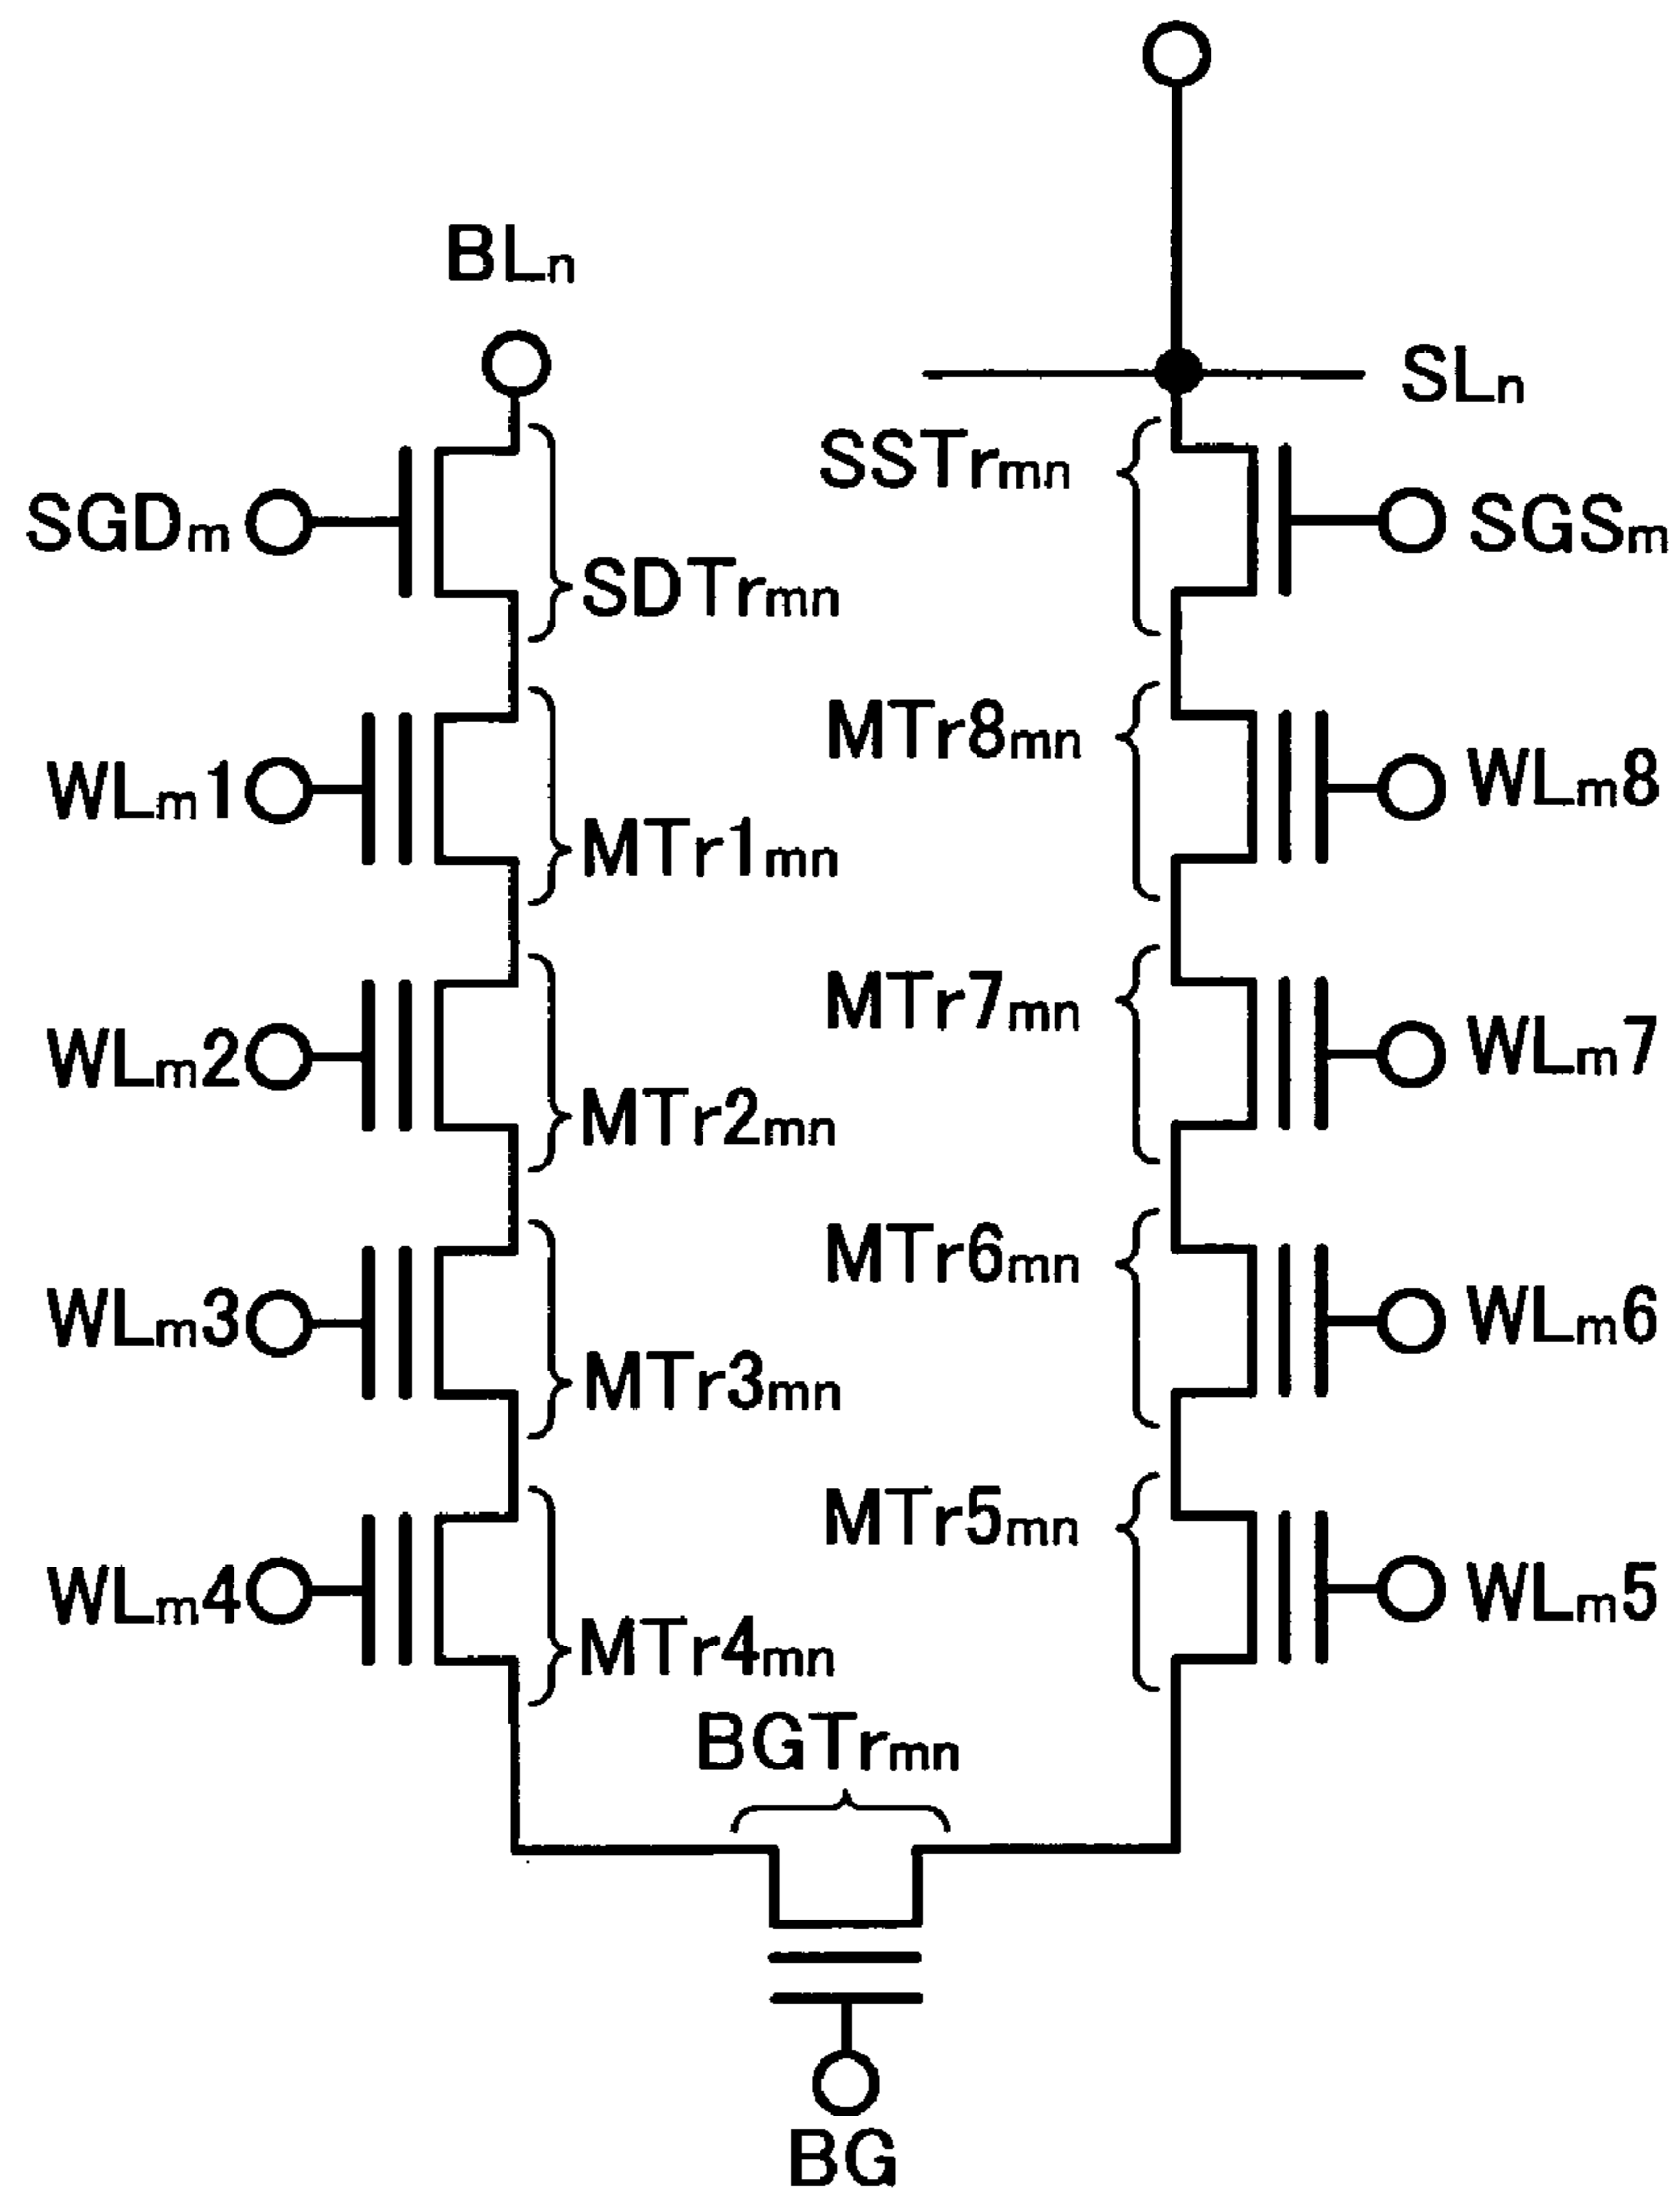 BLn
SLn
SSTrmn
SGDm
SGSm
SDTrmn
MTr8mn
WLm1
WLm8
MTr1mn
MTr7mn
WLm2
WLm7
MTr2mn
MTr6mn
WLm3
WLm6
MTr3mn
MTr5mn
WLm4
WLm5
MTr4mn
BGTrmn
BG